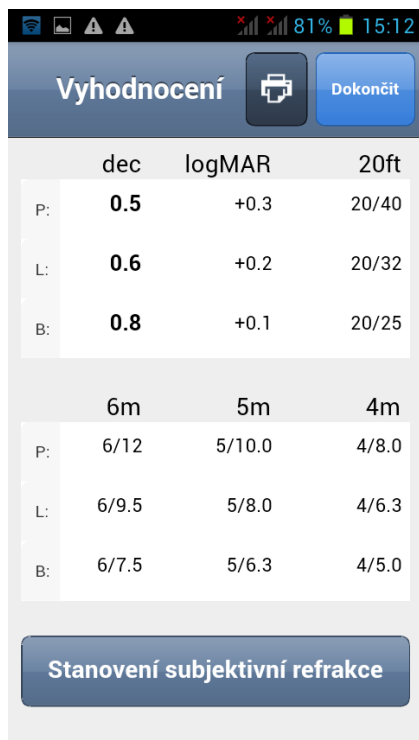 81% 15:12
Vyhodnocení Dokončit
dec logMAR 20ft
P: 0.5 +0.3 20/40
L: 0.6 +0.2 20/32
B: 0.8 +0.1 20/25
6m 5m 4m
P: 6/12 5/10.0 4/8.0
L: 6/9.5 5/8.0 4/6.3
B: 6/7.5 5/6.3 4/5.0
Stanovení subjektivní refrakce